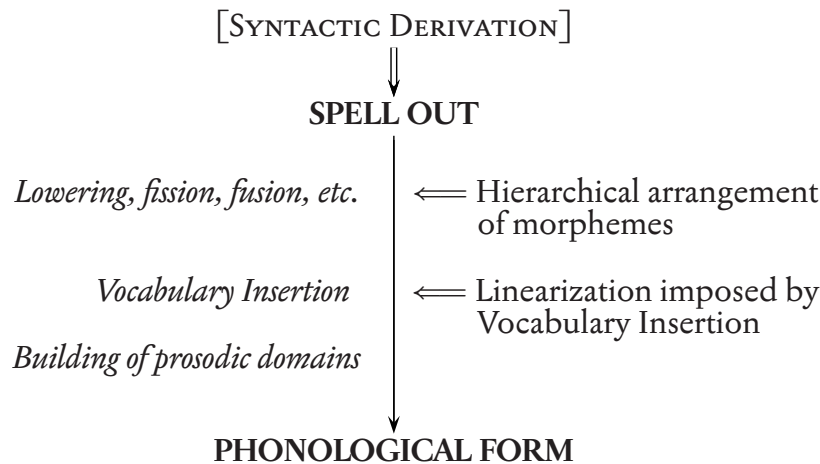 [Syntactic Derivation]
SPELL OUT
Lowering, fission, fusion, etc.
Hierarchical arrangement
of morphemes
Vocabulary Insertion
Linearization imposed by
Vocabulary Insertion
Building of prosodic domains
PHONOLOGICAL FORM